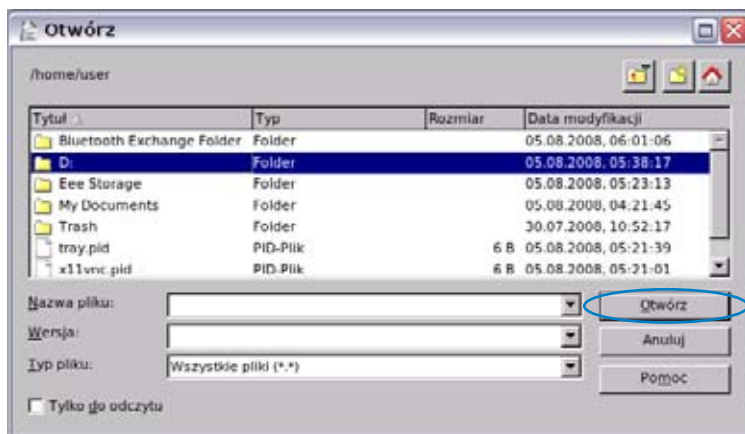 Otwórz
/home/user
Tytuł Typ Rozmiar Data modyfikacji
Bluetooth Exchange Folder Folder 05.08.2008, 06:01:06
D: Folder 05.08.2008, 05:38:17
Eee Storage Folder 05.08.2008, 05:23:13
My Documents Folder 05.08.2008, 04:21:45
Trash Folder 30.07.2008, 10:52:17
tray.pid PID-Plik 6 B 05.08.2008, 05:21:39
x11vnc.pid PID-Plik 6 B 05.08.2008, 05:21:01
Nazwa pliku: Otwórz
Wersja: Anuluj
Typ pliku: Wszystkie pliki (*.*) Pomoc
Tylko do odczytu